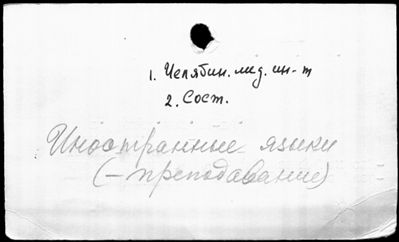 1. Челябин. мед. ин-т
2. Сост.
Иностранные языки
(-преподавание)